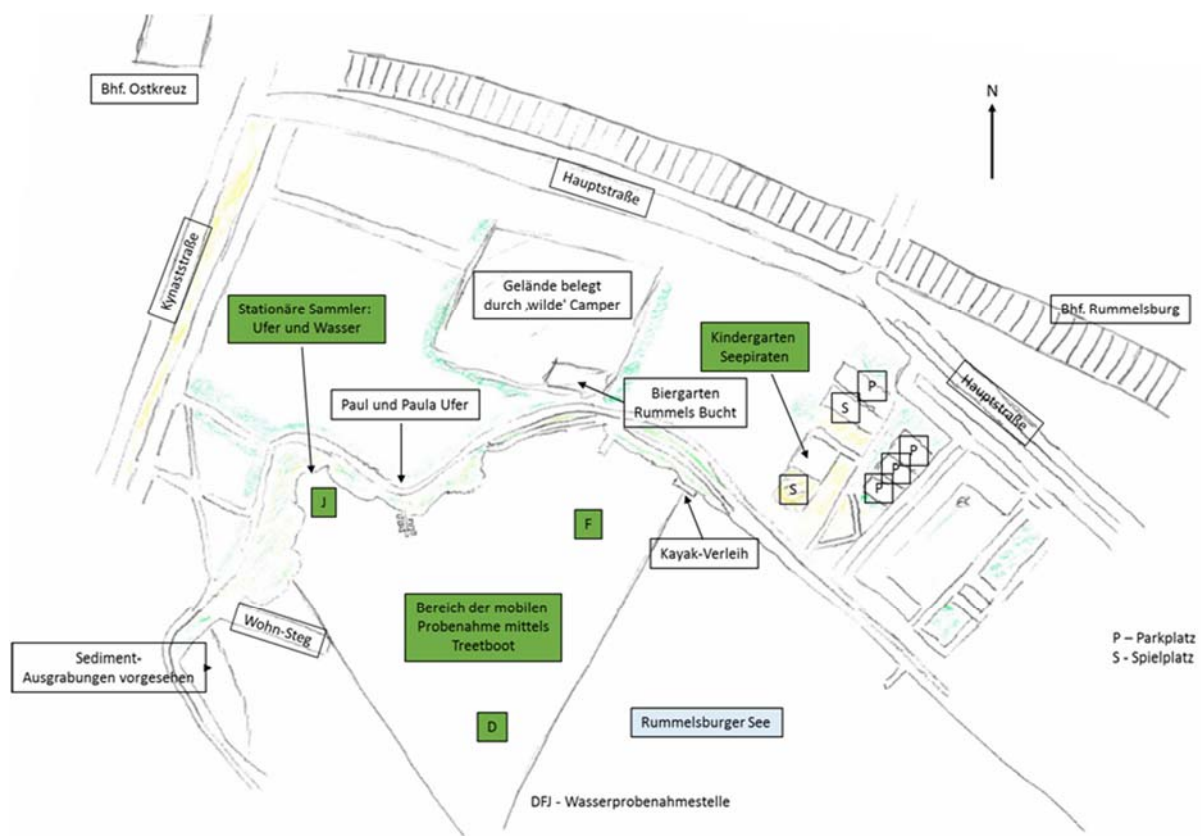 Bhf. Ostkreuz
N
Hauptstraße
Kynaststraße
Gelände belegt
durch ‚wilde' Camper
Bhf. Rummelsburg
Stationäre Sammler:
Ufer und Wasser
Kindergarten
Seepiraten
Hauptstraße
P
S
Paul und Paula Ufer
Biergarten
Rummels Bucht
P
P
P
S
J
F
Kayak-Verleih
Bereich der mobilen
Probenahme mittels
Treetboot
Wohn-Steg
Sediment-
Ausgrabungen vorgesehen
P – Parkplatz
S - Spielplatz
D
Rummelsburger See
DFJ - Wasserprobenahmestelle